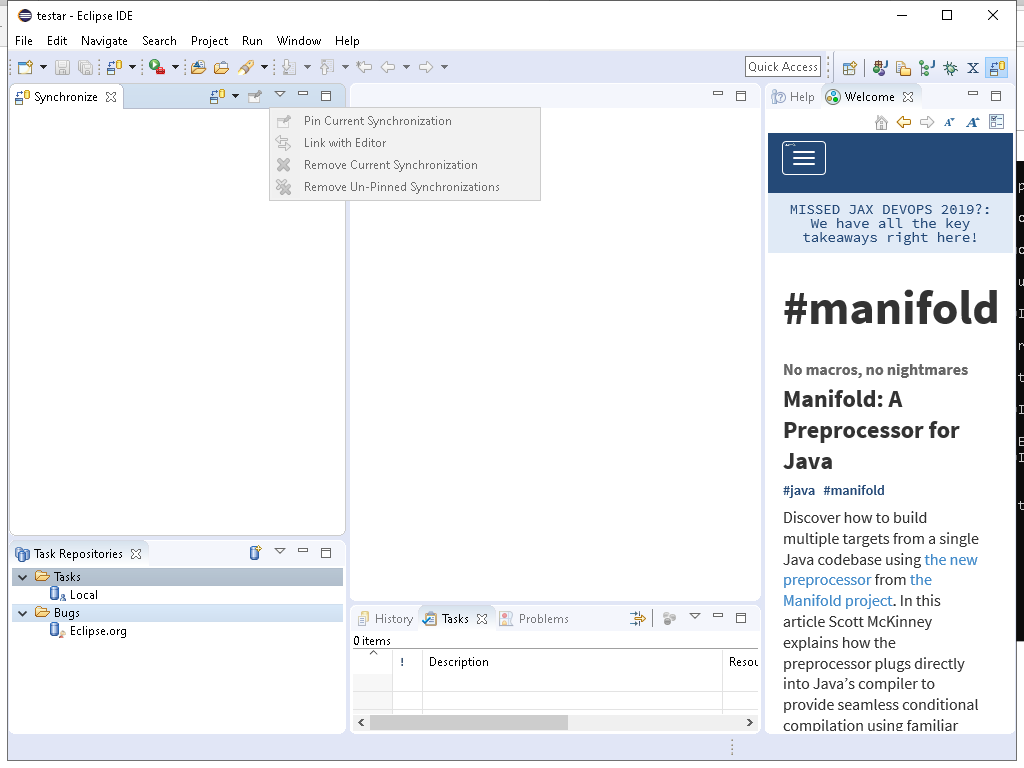 testar - Eclipse IDE
File Edit Navigate Search Project Run Window Help
Quick Access
Synchronize
Help Welcome
Pin Current Synchronization
Link with Editor
Remove Current Synchronization
Remove Un-Pinned Synchronizations
MISSED JAX DEVOPS 2019?:
We have all the key
takeaways right here!
#manifold
No macros, no nightmares
Manifold: A
Preprocessor for
Java
#java #manifold
Discover how to build
multiple targets from a single
Java codebase using the new
preprocessor from the
Manifold project. In this
article Scott McKinney
explains how the
preprocessor plugs directly
into Java’s compiler to
provide seamless conditional
compilation using familiar
Task Repositories
Tasks
Local
Bugs
Eclipse.org
History Tasks Problems
0 items
! Description Resou